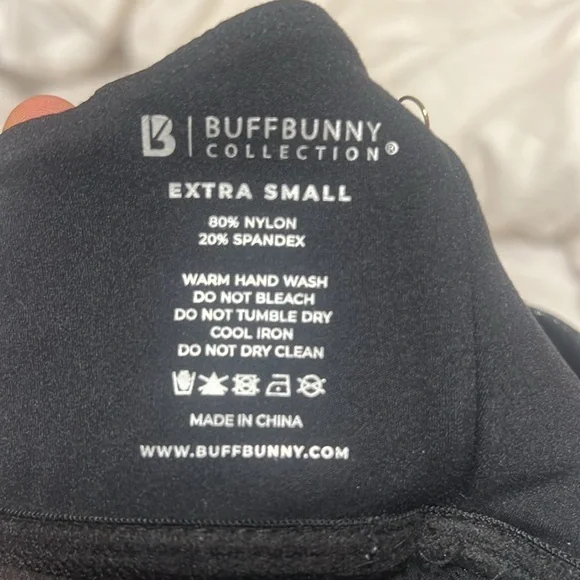 B | BUFFBUNNY
COLLECTION®
EXTRA SMALL
80% NYLON
20% SPANDEX
WARM HAND WASH
DO NOT BLEACH
DO NOT TUMBLE DRY
COOL IRON
DO NOT DRY CLEAN
MADE IN CHINA
WWW.BUFFBUNNY.COM